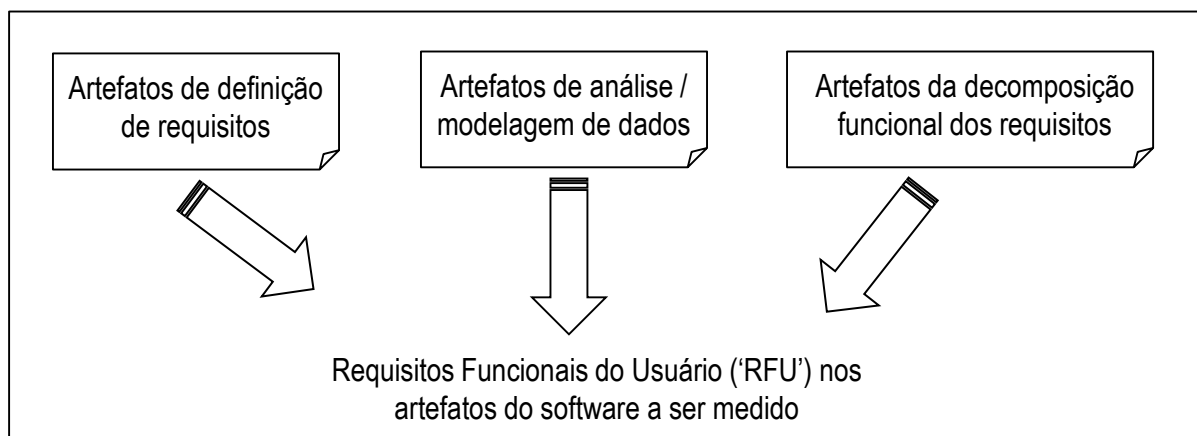 Artefatos de definição
de requisitos
Artefatos de análise /
modelagem de dados
Artefatos da decomposição
funcional dos requisitos
Requisitos Funcionais do Usuário (‘RFU’) nos
artefatos do software a ser medido